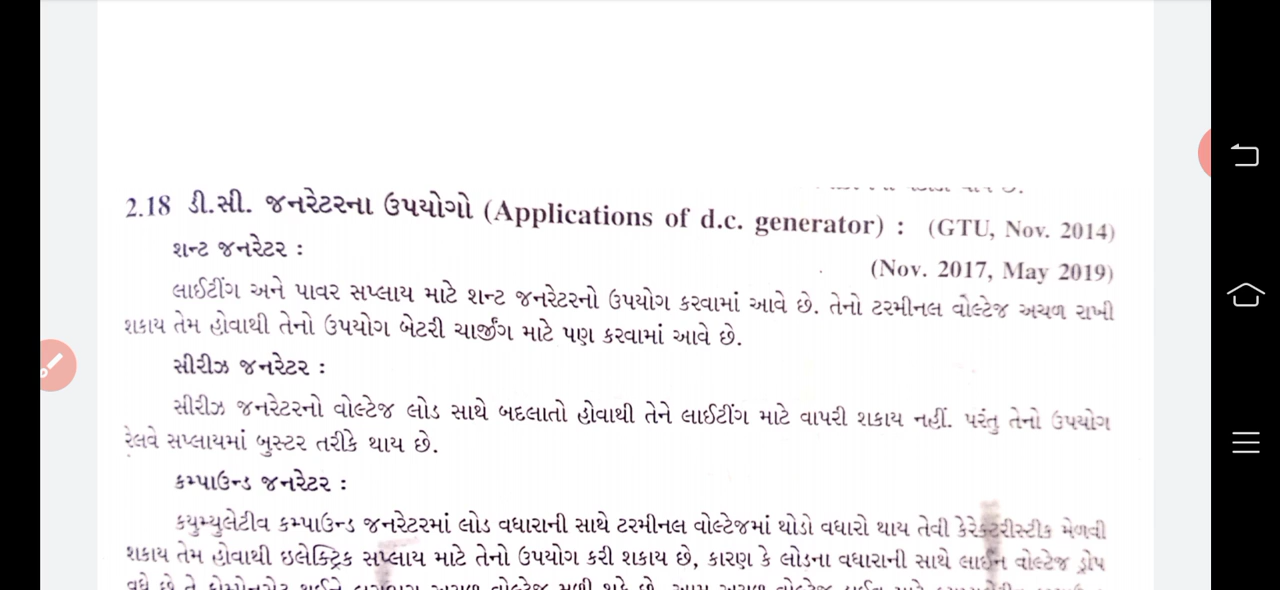 2.18 ડી.સી. જનરેટરના ઉપયોગો (Applications of d.c. generator) : (GTU, Nov. 2014)
(Nov. 2017, May 2019)
શન્ટ જનરેટર :
લાઈટીંગ અને પાવર સપ્લાય માટે શન્ટ જનરેટરનો ઉપયોગ કરવામાં આવે છે. તેનો ટરમીનલ વોલ્ટેજ અચળ રાખી
શકાય તેમ હોવાથી તેનો ઉપયોગ બેટરી ચાર્જીંગ માટે પણ કરવામાં આવે છે.
સીરીઝ જનરેટર :
સીરીઝ જનરેટરનો વોલ્ટેજ લોડ સાથે બદલાતો હોવાથી તેને લાઈટીંગ માટે વાપરી શકાય નહીં. પરંતુ તેનો ઉપયોગ
રેલવે સપ્લાયમાં બુસ્ટર તરીકે થાય છે.
કમ્પાઉન્ડ જનરેટર :
કયુમ્યુલેટીવ કમ્પાઉન્ડ જનરેટરમાં લોડ વધારાની સાથે ટરમીનલ વોલ્ટેજમાં થોડો વધારો થાય તેવી કેરેક્ટરીસ્ટીક મેળવી
શકાય તેમ હોવાથી ઇલેક્ટ્રિક સપ્લાય માટે તેનો ઉપયોગ કરી શકાય છે, કારણ કે લોડના વધારાની સાથે લાઈન વોલ્ટેજ ડ્રોપ